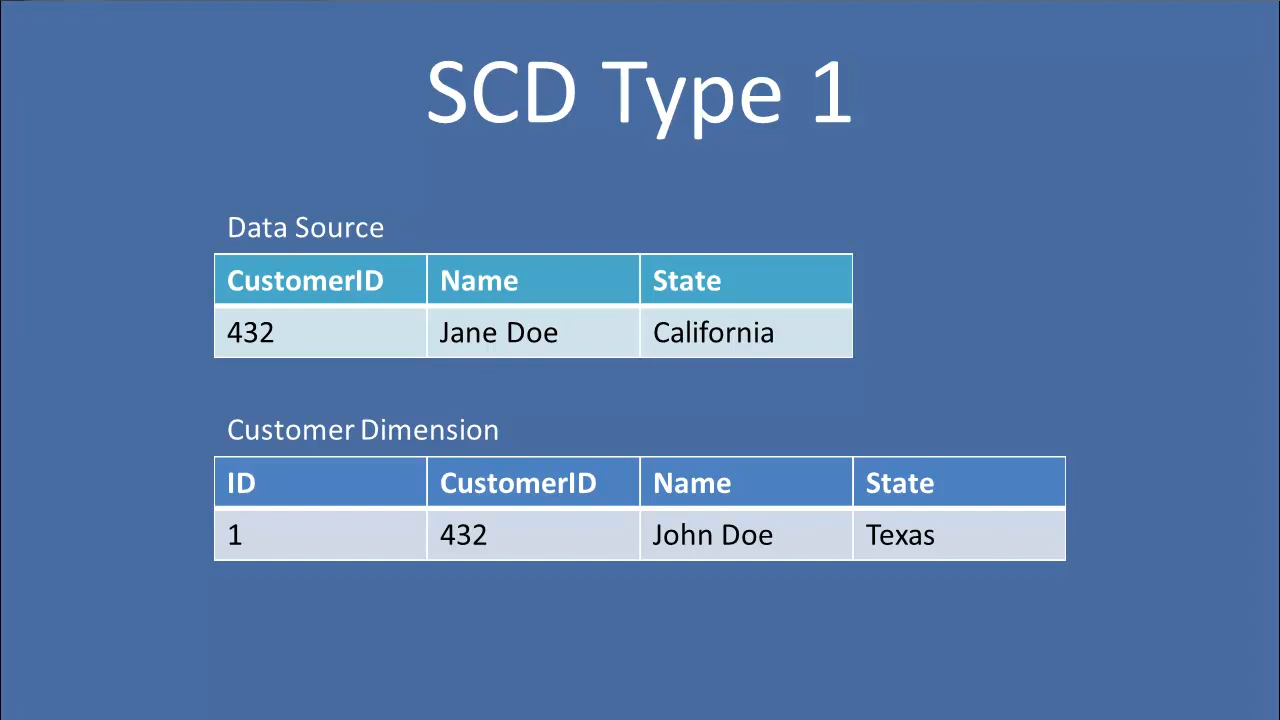 SCD Type 1
Data Source
CustomerID Name State
432 Jane Doe California
Customer Dimension
ID CustomerID Name State
1 432 John Doe Texas